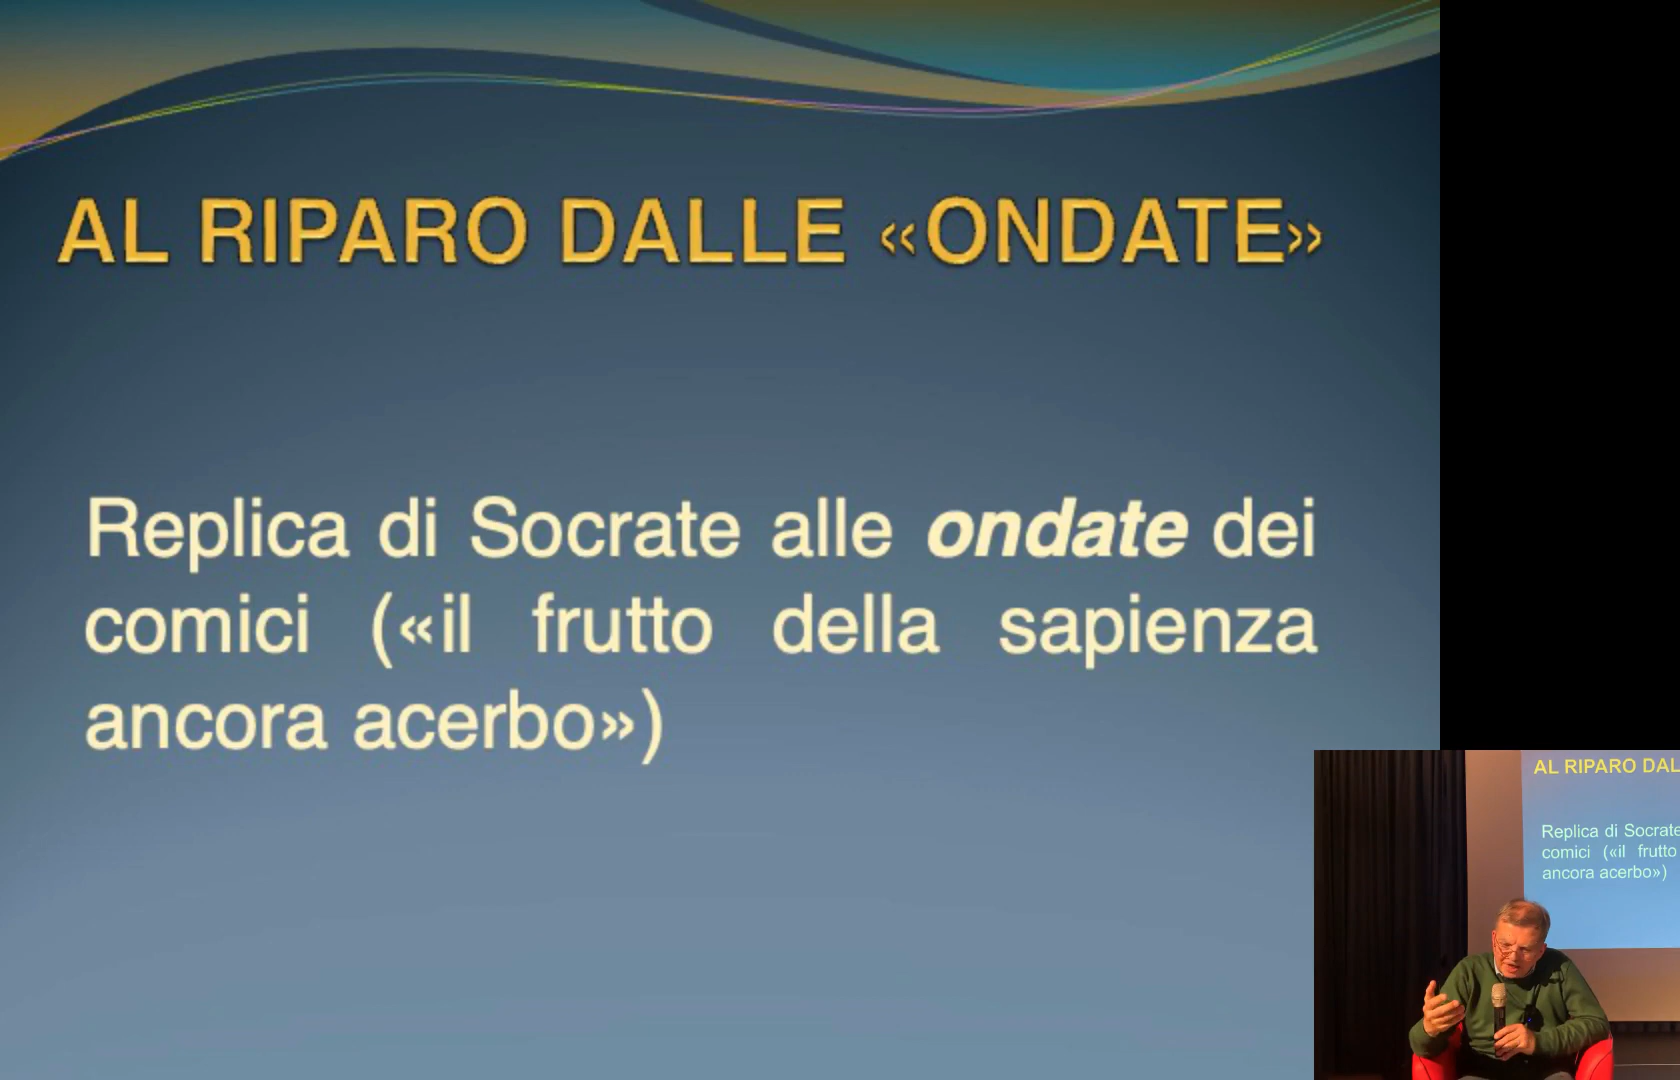 AL RIPARO DALLE «ONDATE»
Replica di Socrate alle ondate dei
comici («il frutto della sapienza
ancora acerbo»)
AL RIPARO DAL
Replica di Socrate
comici («il frutto
ancora acerbo»)